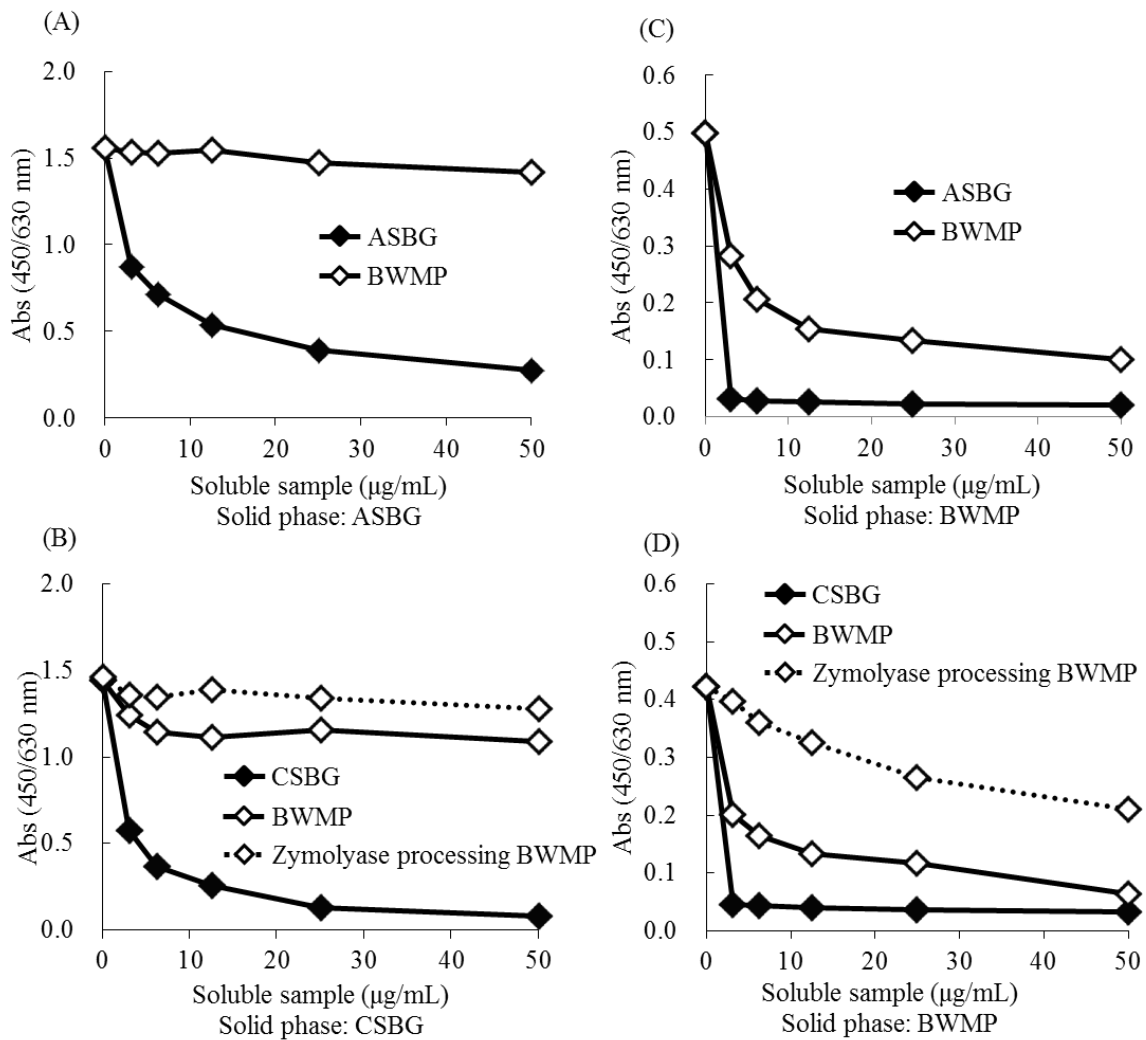 (A)
2.0
1.5
1.0
0.5
0.0
Abs (450/630 nm)
ASBG
BWMP
0 10 20 30 40 50
Soluble sample (μg/mL)
Solid phase: ASBG
(C)
0.6
0.5
0.4
0.3
0.2
0.1
0.0
Abs (450/630 nm)
ASBG
BWMP
0 10 20 30 40 50
Soluble sample (μg/mL)
Solid phase: BWMP
(B)
2.0
1.5
1.0
0.5
0.0
Abs (450/630 nm)
CSBG
BWMP
Zymolyase processing BWMP
0 10 20 30 40 50
Soluble sample (μg/mL)
Solid phase: CSBG
(D)
0.6
0.5
0.4
0.3
0.2
0.1
0.0
Abs (450/630 nm)
CSBG
BWMP
Zymolyase processing BWMP
0 10 20 30 40 50
Soluble sample (μg/mL)
Solid phase: BWMP